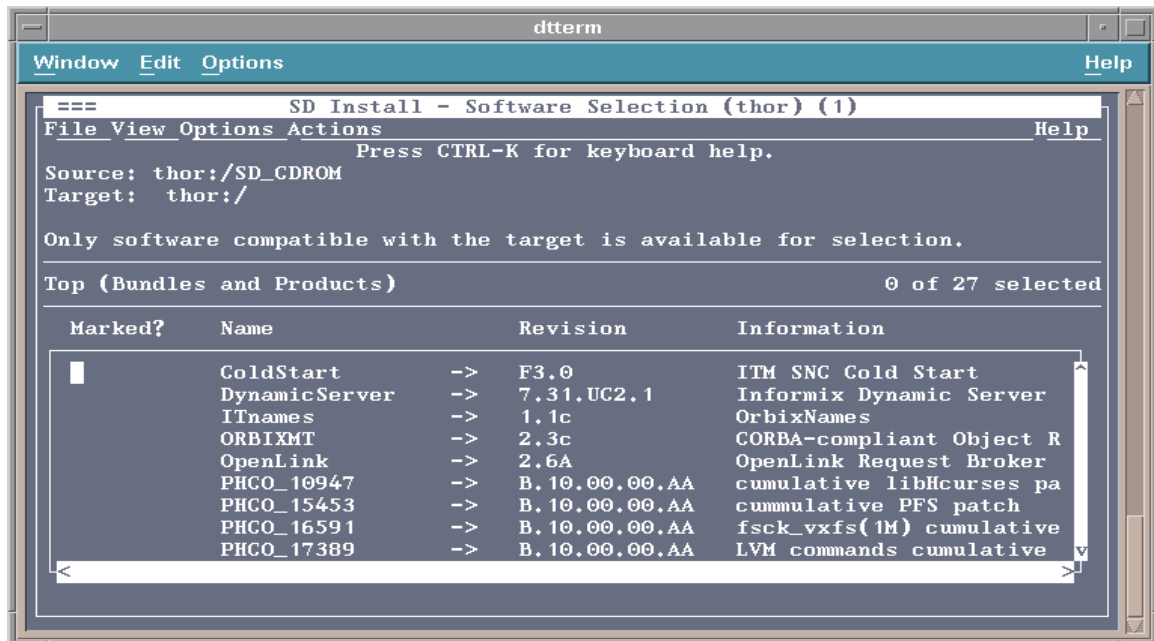 dtterm
Window Edit Options Help
=== SD Install - Software Selection (thor) (1)
File View Options Actions Help
Press CTRL-K for keyboard help.
Source: thor:/SD_CDROM
Target: thor:/
Only software compatible with the target is available for selection.
Top (Bundles and Products) 0 of 27 selected
Marked? Name Revision Information
ColdStart -> F3.0 ITM SNC Cold Start
DynamicServer -> 7.31.UC2.1 Informix Dynamic Server
ITnames -> 1.1c OrbixNames
ORBIXMT -> 2.3c CORBA-compliant Object R
OpenLink -> 2.6A OpenLink Request Broker
PHCO_10947 -> B.10.00.00.AA cumulative libHcurses pa
PHCO_15453 -> B.10.00.00.AA cummulative PFS patch
PHCO_16591 -> B.10.00.00.AA fsck_vxfs(1M) cumulative
PHCO_17389 -> B.10.00.00.AA LVM commands cumulative